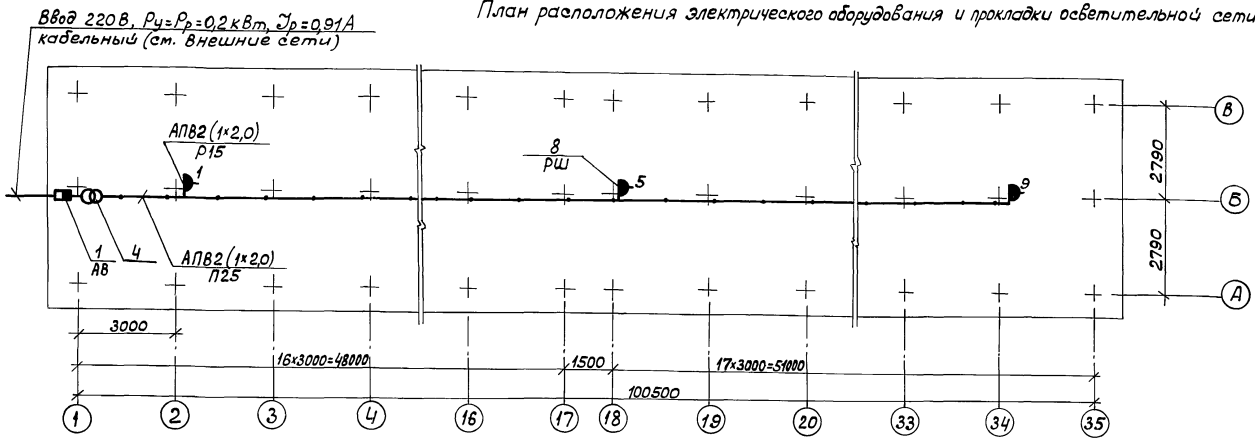 План расположения электрического оборудования и прокладки осветительной сети
Ввод 220 В, Ру=Рр=0,2 кВт, Jр=0,91А
кабельный (см. Внешние сети)
АПВ2 (1×2,0)
Р15
1
8
РШ
5
9
1
АВ
4
АПВ2 (1×2,0)
П25
В
Б
А
2790
2790
3000
16×3000=48000
1500
17×3000=51000
100500
1
2
3
4
16
17
18
19
20
33
34
35